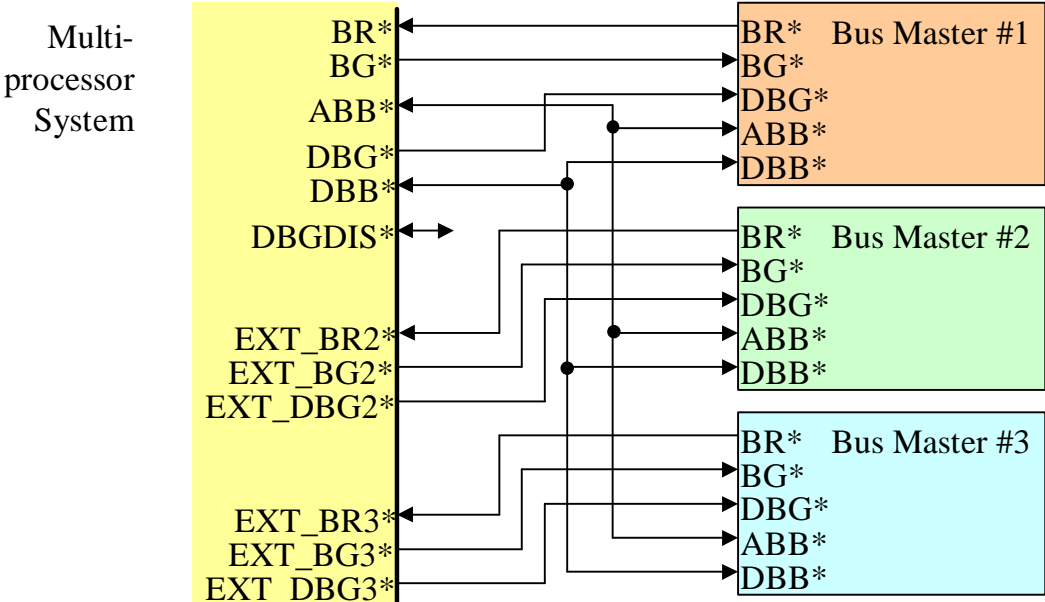 Multi-
processor
System
BR*
BG*
ABB*
DBG*
DBB*
DBGDIS*
EXT_BR2*
EXT_BG2*
EXT_DBG2*
EXT_BR3*
EXT_BG3*
EXT_DBG3*
BR* Bus Master #1
BG*
DBG*
ABB*
DBB*
BR* Bus Master #2
BG*
DBG*
ABB*
DBB*
BR* Bus Master #3
BG*
DBG*
ABB*
DBB*